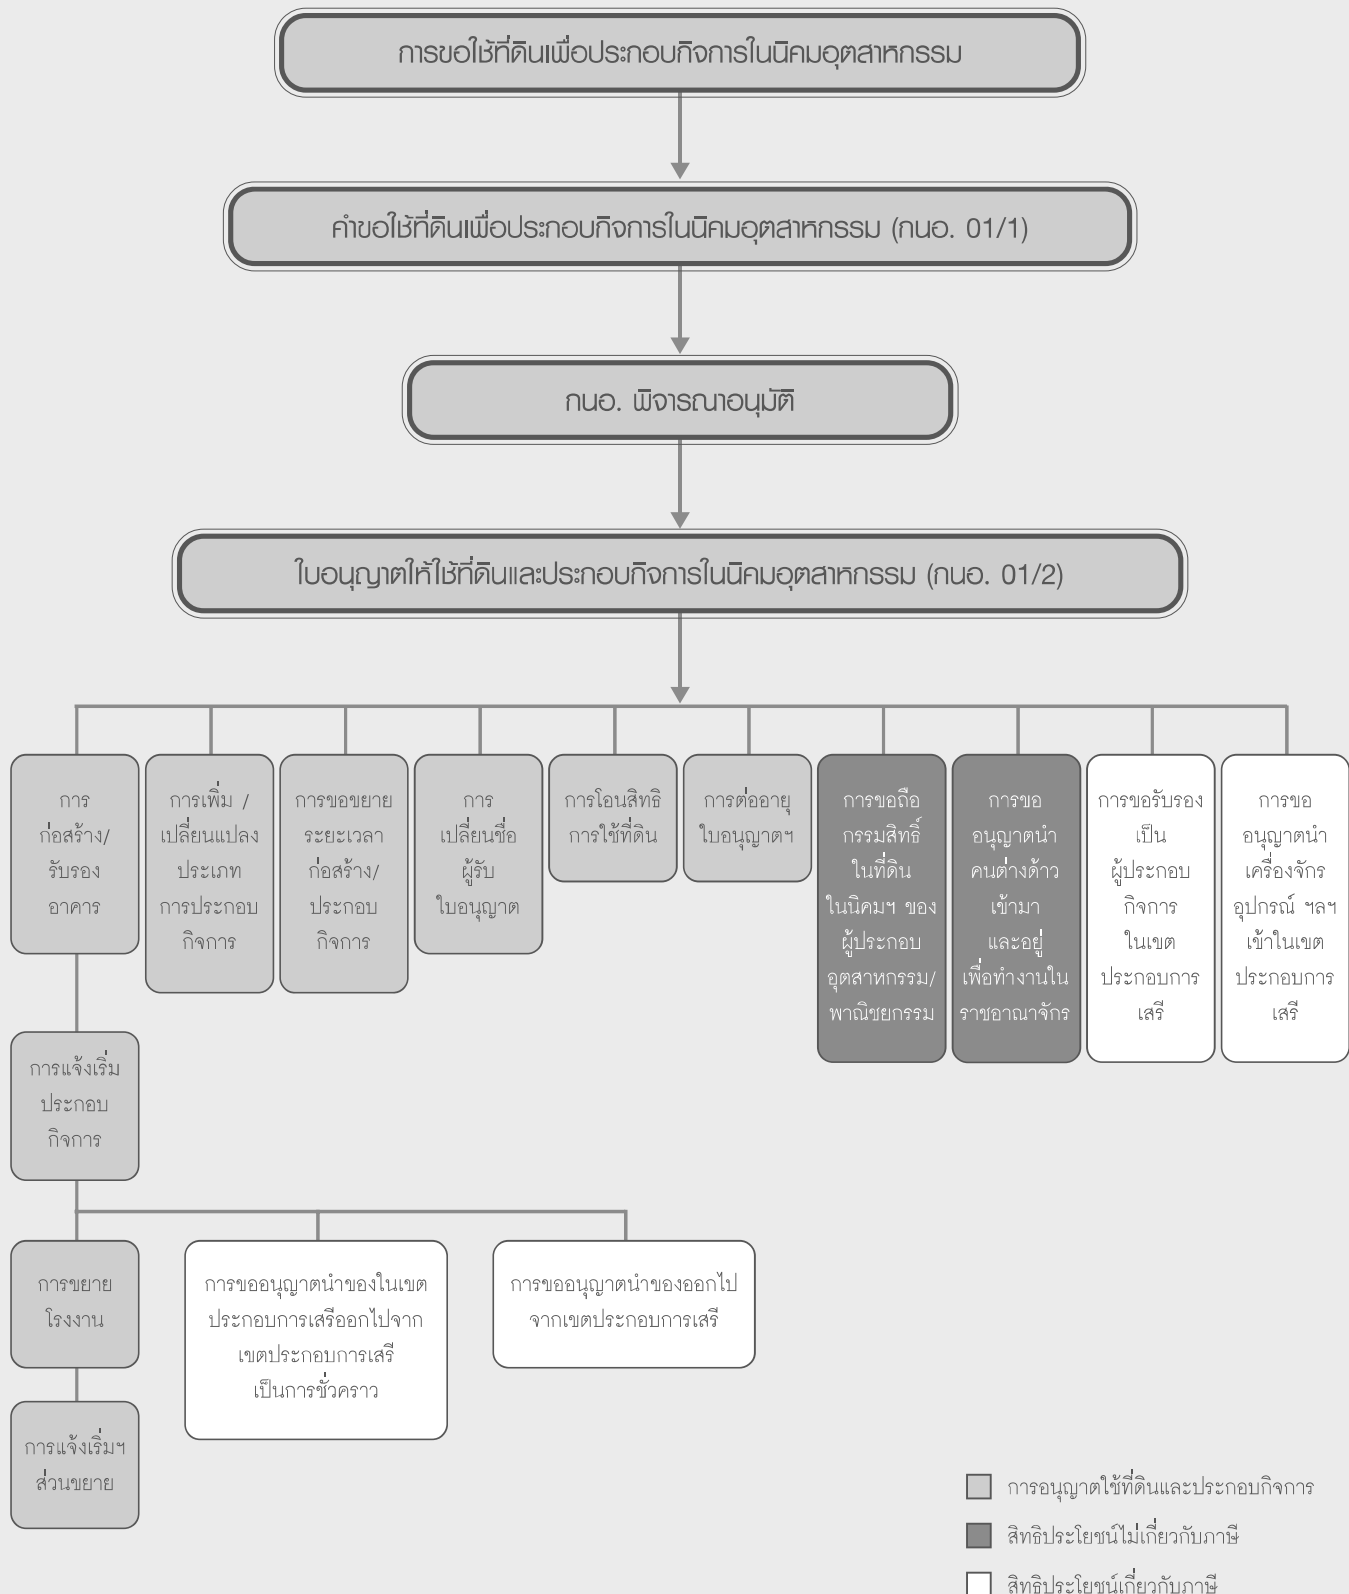 การขอใช้ที่ดินเพื่อประกอบกิจการในนิคมอุตสาหกรรม
คำขอใช้ที่ดินเพื่อประกอบกิจการในนิคมอุตสาหกรรม (กนอ. 01/1)
กนอ. พิจารณาอนุมัติ
ใบอนุญาตให้ใช้ที่ดินและประกอบกิจการในนิคมอุตสาหกรรม (กนอ. 01/2)
การ
ก่อสร้าง/
รับรอง
อาคาร
การเพิ่ม /
เปลี่ยนแปลง
ประเภท
การประกอบ
กิจการ
การขอขยาย
ระยะเวลา
ก่อสร้าง/
ประกอบ
กิจการ
การ
เปลี่ยนชื่อ
ผู้รับ
ใบอนุญาต
การโอนสิทธิ
การใช้ที่ดิน
การต่ออายุ
ใบอนุญาตฯ
การขอถือ
กรรมสิทธิ์
ในที่ดิน
ในนิคมฯ ของ
ผู้ประกอบ
อุตสาหกรรม/
พาณิชยกรรม
การขอ
อนุญาตนำ
คนต่างด้าว
เข้ามา
และอยู่
เพื่อทำงานใน
ราชอาณาจักร
การขอรับรอง
เป็น
ผู้ประกอบ
กิจการ
ในเขต
ประกอบการ
เสรี
การขอ
อนุญาตนำ
เครื่องจักร
อุปกรณ์ ฯลฯ
เข้าในเขต
ประกอบการ
เสรี
การแจ้งเริ่ม
ประกอบ
กิจการ
การขยาย
โรงงาน
การขออนุญาตนำของในเขต
ประกอบการเสรีออกไปจาก
เขตประกอบการเสรี
เป็นการชั่วคราว
การขออนุญาตนำของออกไป
จากเขตประกอบการเสรี
การแจ้งเริ่มฯ
ส่วนขยาย
การอนุญาตใช้ที่ดินและประกอบกิจการ
สิทธิประโยชน์ไม่เกี่ยวกับภาษี
สิทธิประโยชน์เกี่ยวกับภาษี